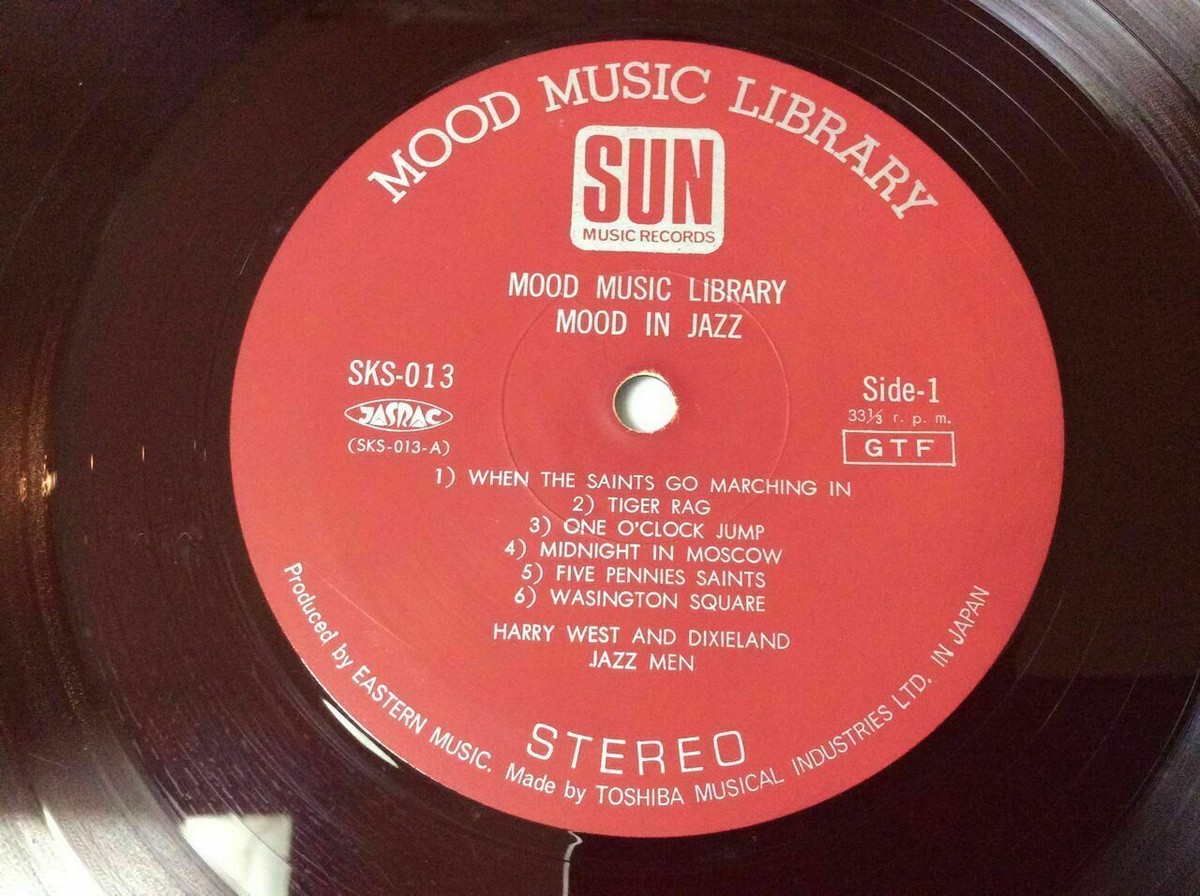 MOOD MUSIC LIBRARY
SUN
MUSIC RECORDS
MOOD MUSIC LIBRARY
MOOD IN JAZZ
SKS-013
JASRAC
(SKS-013-A)
Side-1
33⅓ r. p. m.
GTF
1) WHEN THE SAINTS GO MARCHING IN
2) TIGER RAG
3) ONE O'CLOCK JUMP
4) MIDNIGHT IN MOSCOW
5) FIVE PENNIES SAINTS
6) WASINGTON SQUARE
HARRY WEST AND DIXIELAND
JAZZ MEN
STEREO
Produced by EASTERN MUSIC. Made by TOSHIBA MUSICAL INDUSTRIES LTD. IN JAPAN